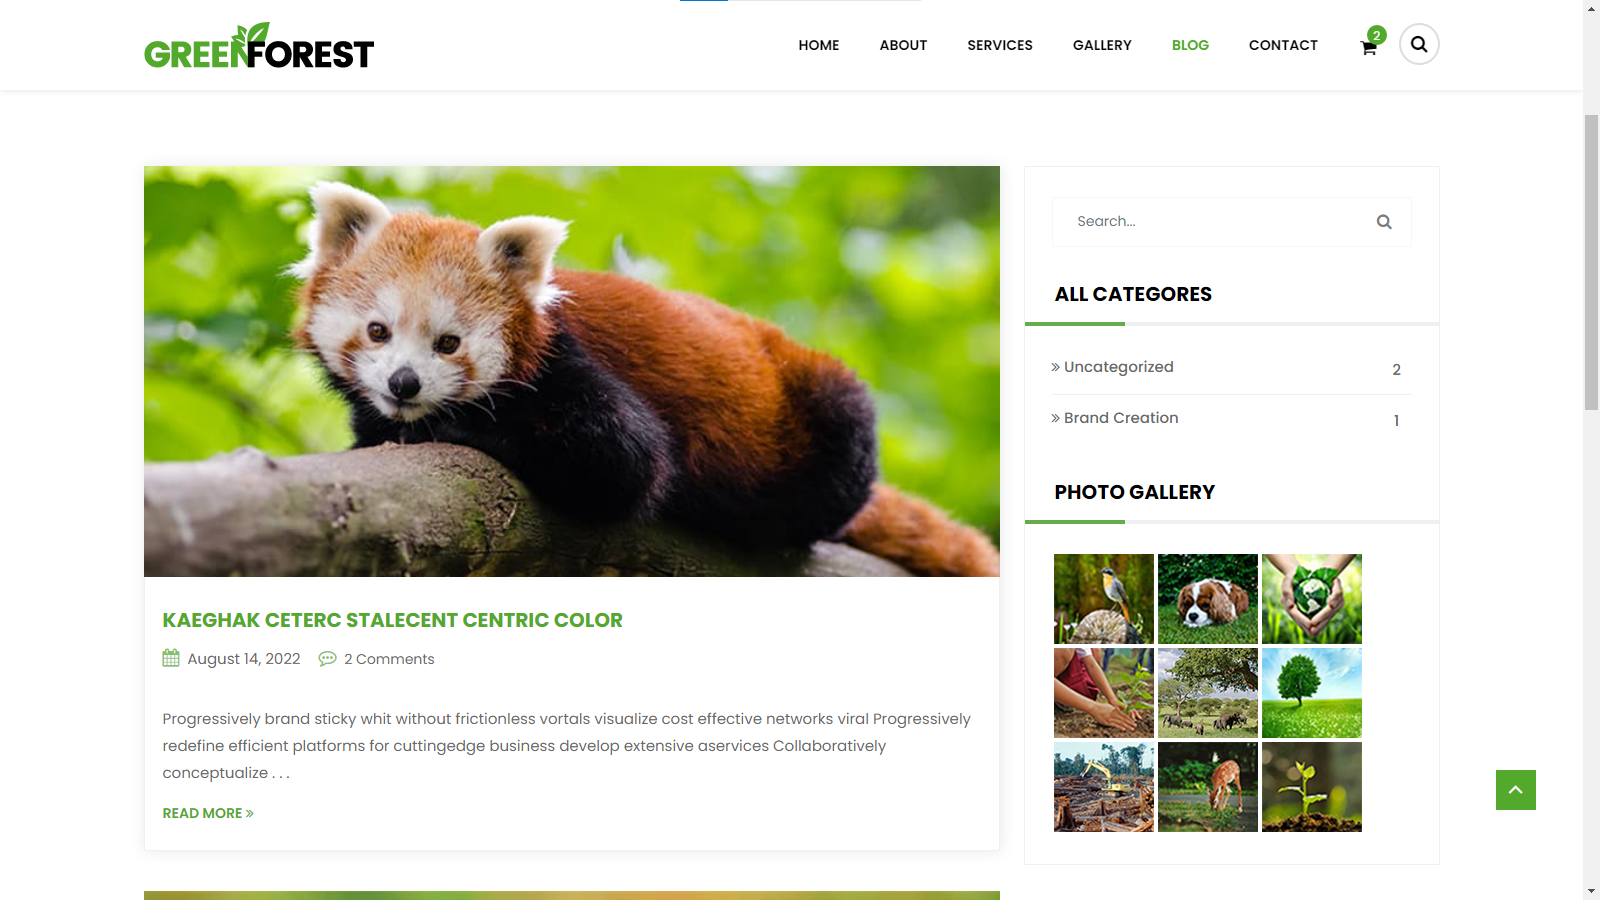 GREENFOREST
HOME ABOUT SERVICES GALLERY BLOG CONTACT 2
Search...
ALL CATEGORES
Uncategorized 2
Brand Creation 1
PHOTO GALLERY
KAEGHAK CETERC STALECENT CENTRIC COLOR
August 14, 2022 2 Comments
Progressively brand sticky whit without frictionless vortals visualize cost effective networks viral Progressively
redefine efficient platforms for cuttingedge business develop extensive aservices Collaboratively
conceptualize . . .
READ MORE